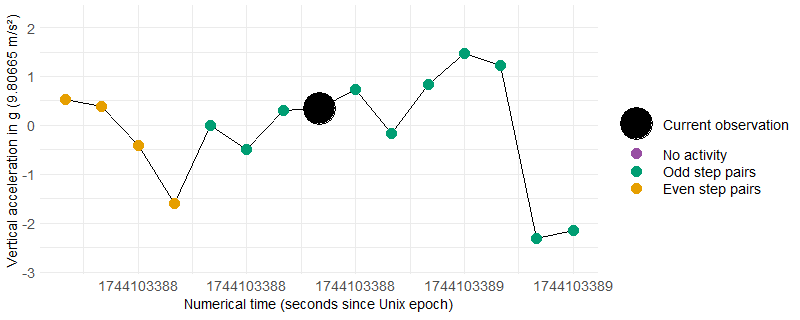 Vertical acceleration in g (9.80665 m/s²)
2
1
0
-1
-2
-3
1744103388
1744103388
1744103388
1744103389
1744103389
Numerical time (seconds since Unix epoch)
Current observation
No activity
Odd step pairs
Even step pairs